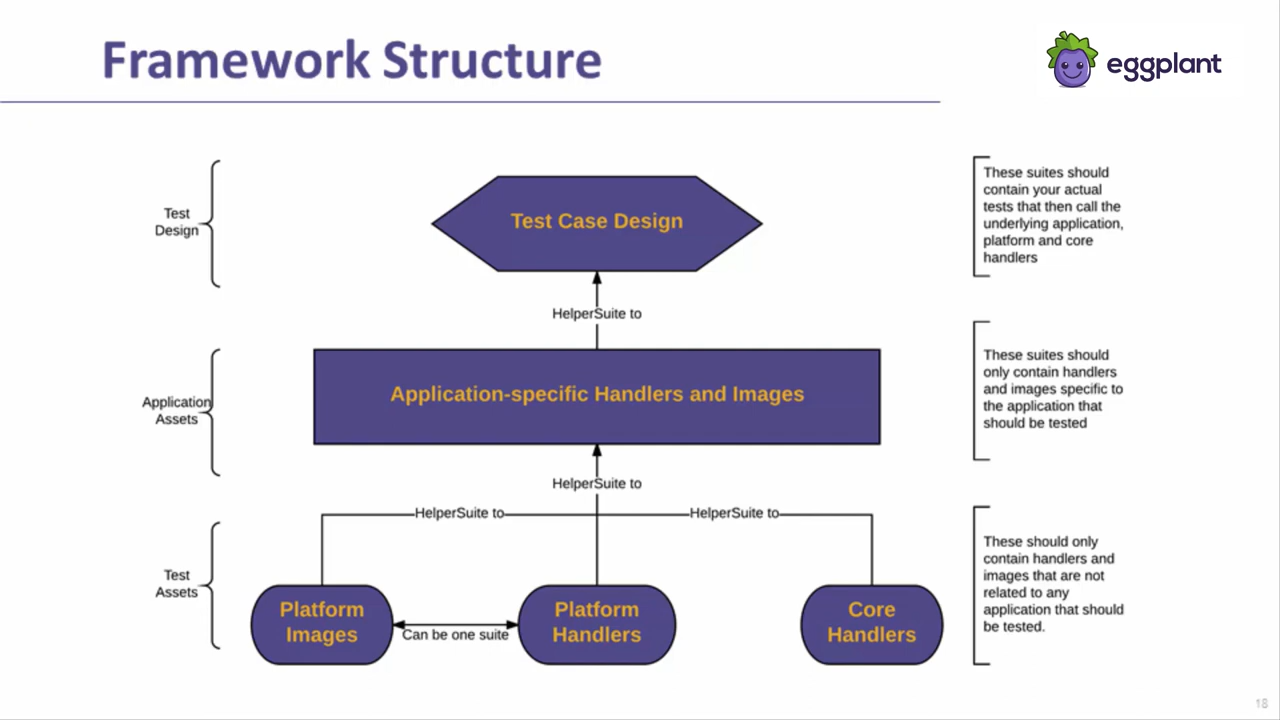 Framework Structure
eggplant
Test
Design
Test Case Design
These suites should
contain your actual
tests that then call the
underlying application,
platform and core
handlers
HelperSuite to
Application
Assets
Application-specific Handlers and Images
These suites should
only contain handlers
and images specific to
the application that
should be tested
HelperSuite to
HelperSuite to
HelperSuite to
Test
Assets
Platform
Images
Can be one suite
Platform
Handlers
Core
Handlers
These should only
contain handlers and
images that are not
related to any
application that should
be tested.
18